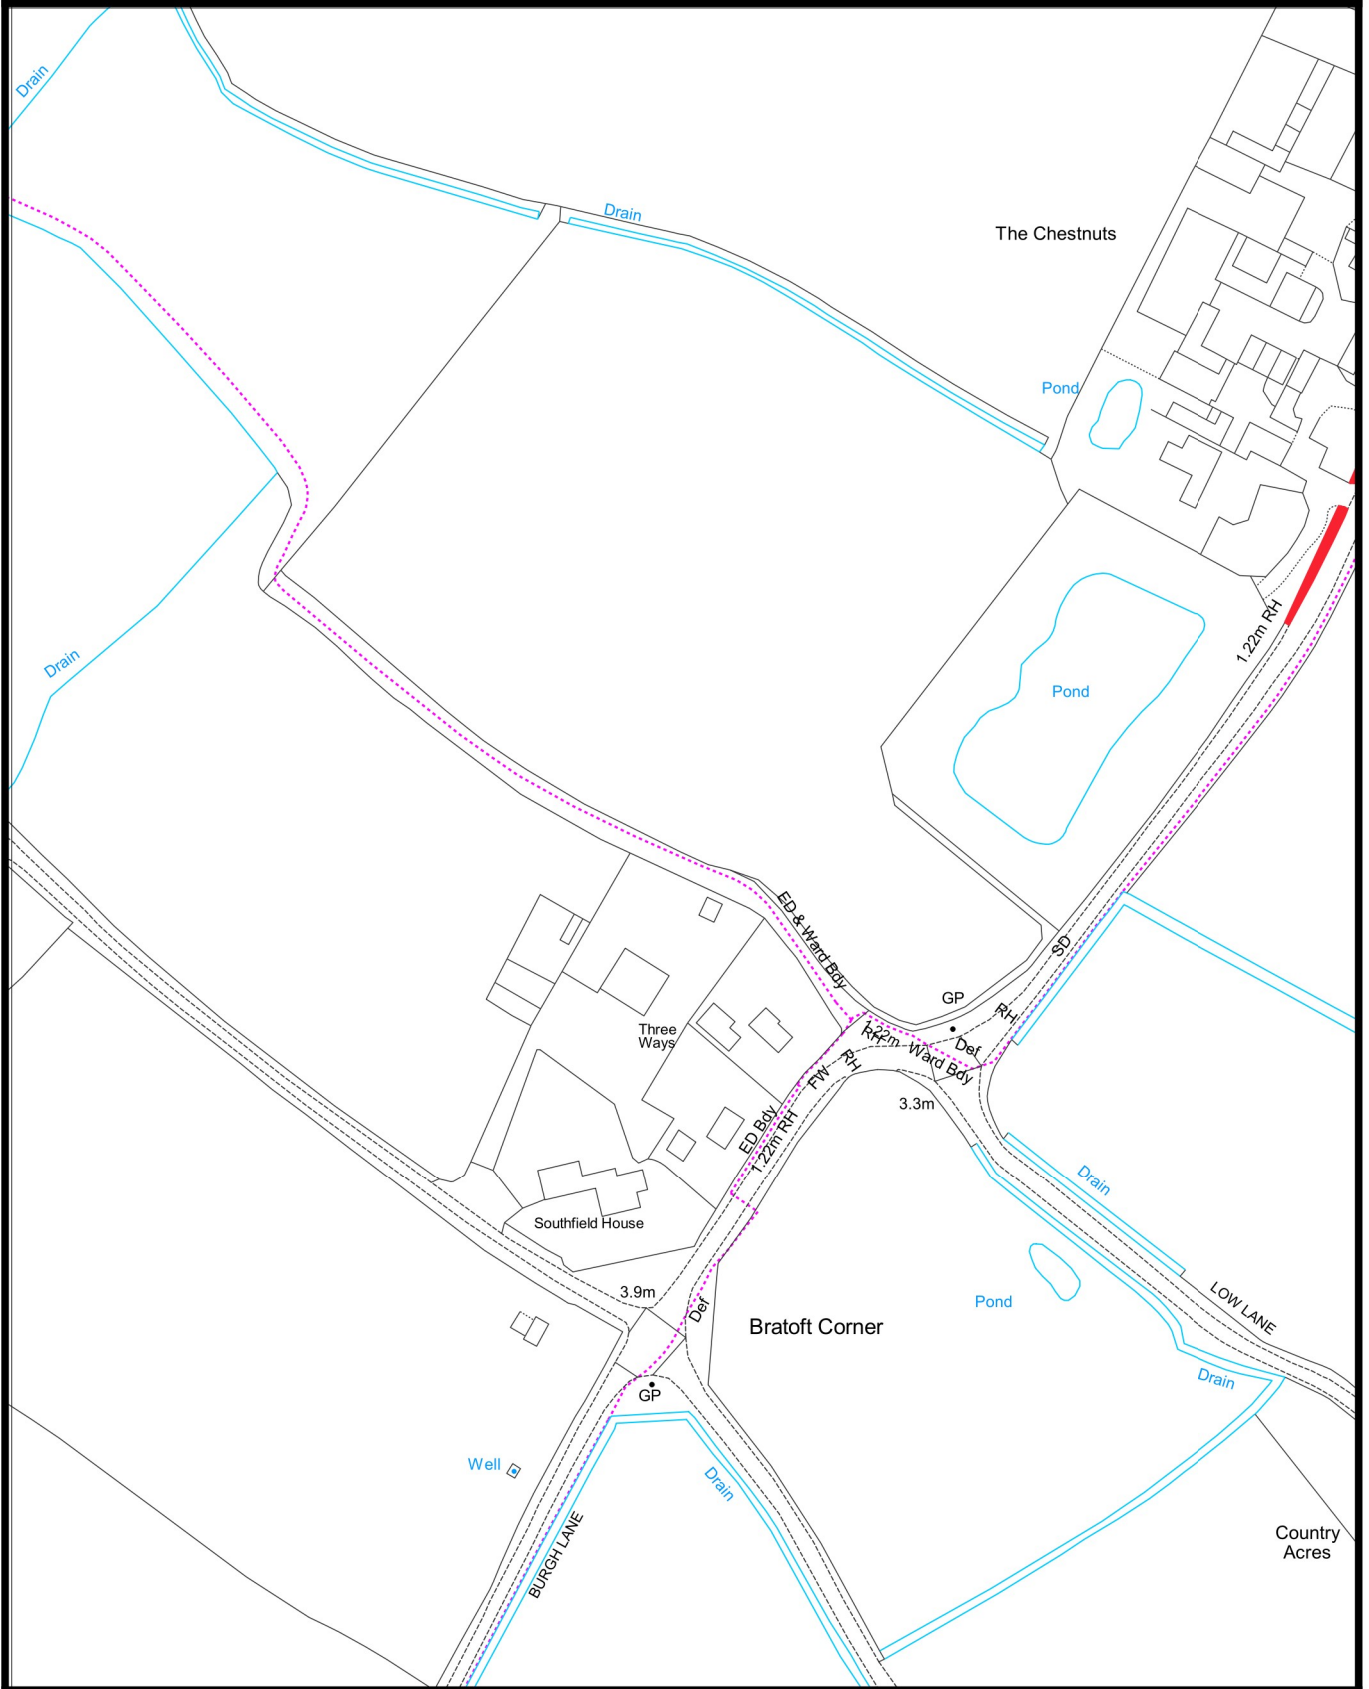 Drain
Drain
The Chestnuts
Pond
1.22m RH
Drain
Pond
ED & Ward Bdy
SD
GP
RH
1.22m
RH
Def
Three
Ways
RH
Ward Bdy
FW
3.3m
ED Bdy
1.22m RH
Drain
Southfield House
3.9m
Pond
Def
LOW LANE
Bratoft Corner
Drain
GP
Well
Drain
BURGH LANE
Country
Acres